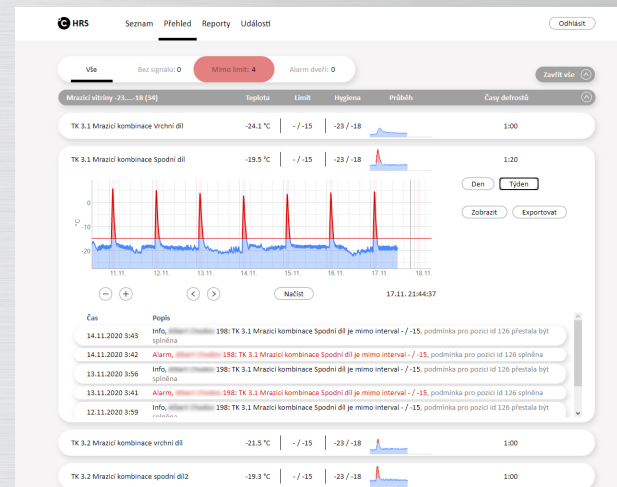 HRS Seznam Přehled Reporty Události Odhlásit
Vše Bez signálu: 0 Mimo limit: 4 Alarm dveří: 0
Zavřít vše
Mrazicí vitríny -23....-18 [34] Teplota Limit Hygiena Průběh Časy defrostů
TK 3.1 Mrazicí kombinace Vrchní díl -24.1 °C - / -15 -23 / -18 1:00
TK 3.1 Mrazicí kombinace Spodní díl -19.5 °C - / -15 -23 / -18 1:20
Den Týden
Zobrazit Exportovat
°C
0
-10
-20
11.11. 12.11. 13.11. 14.11. 15.11. 16.11. 17.11. 18.11.
Načíst 17.11. 21:44:37
Čas Popis
14.11.2020 3:43 Info, 198: TK 3.1 Mrazicí kombinace Spodní díl je mimo interval - / -15, podmínka pro pozici id 126 přestala být
splněna
14.11.2020 3:42 Alarm, 198: TK 3.1 Mrazicí kombinace Spodní díl je mimo interval - / -15, podmínka pro pozici id 126 splněna
13.11.2020 3:56 Info, 198: TK 3.1 Mrazicí kombinace Spodní díl je mimo interval - / -15, podmínka pro pozici id 126 přestala být
splněna
13.11.2020 3:41 Alarm, 198: TK 3.1 Mrazicí kombinace Spodní díl je mimo interval - / -15, podmínka pro pozici id 126 splněna
12.11.2020 3:59 Info, 198: TK 3.1 Mrazicí kombinace Spodní díl je mimo interval - / -15, podmínka pro pozici id 126 přestala být
splněna
TK 3.2 Mrazicí kombinace vrchní díl -21.5 °C - / -15 -23 / -18 1:00
TK 3.2 Mrazicí kombinace spodní díl2 -19.3 °C - / -15 -23 / -18 1:00